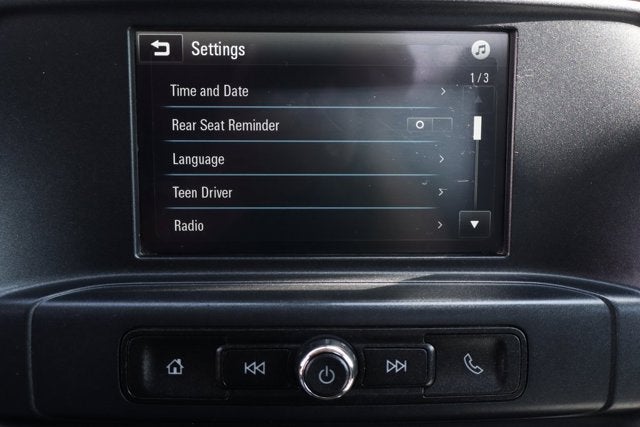 Settings
1/3
Time and Date
Rear Seat Reminder
Language
Teen Driver
Radio